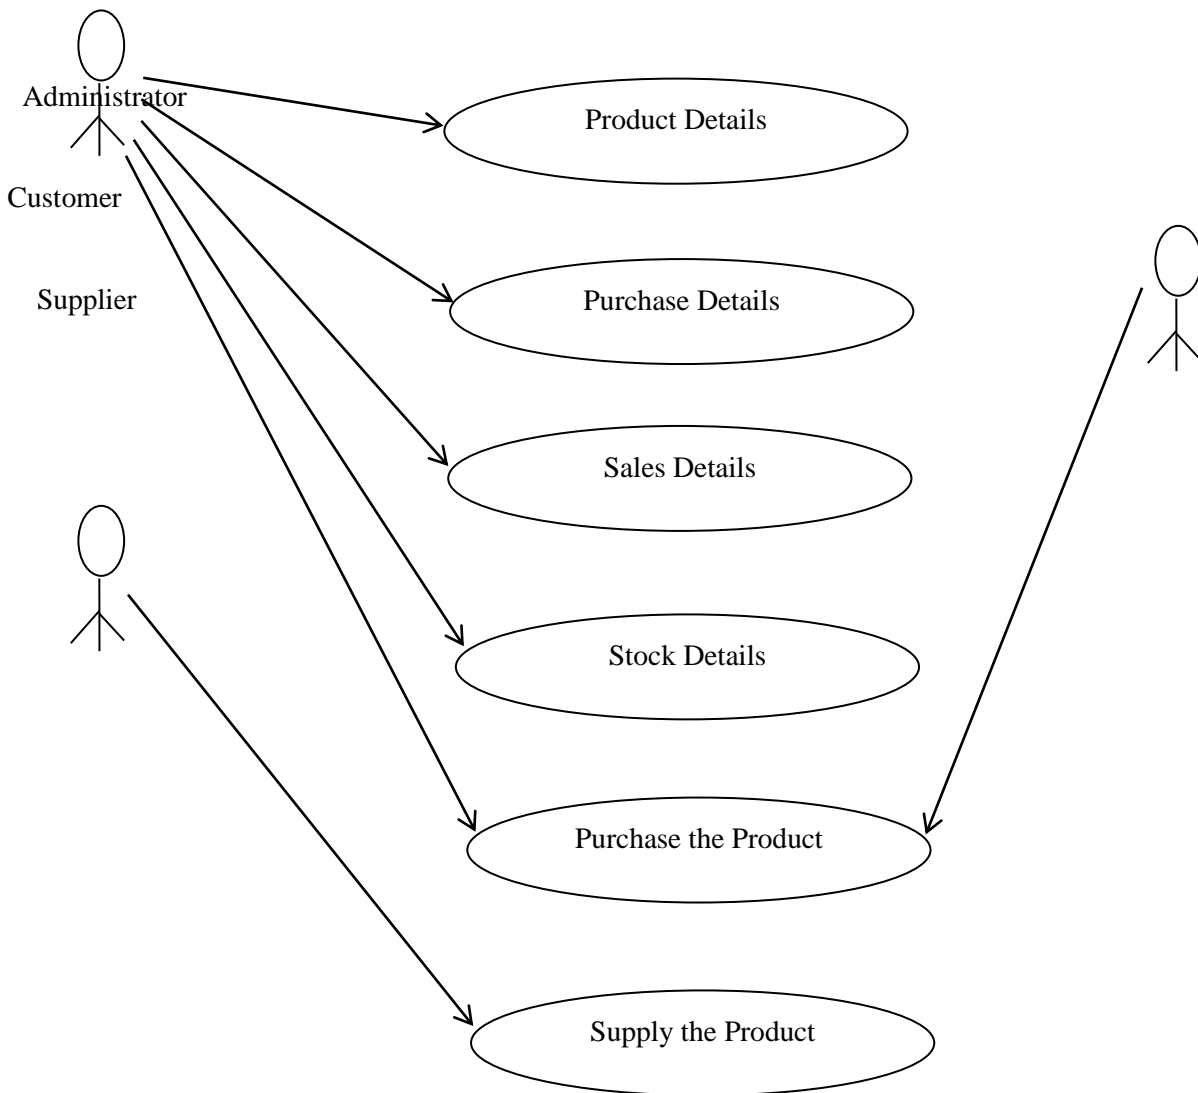 Administrator
Customer
Supplier
Product Details
Purchase Details
Sales Details
Stock Details
Purchase the Product
Supply the Product